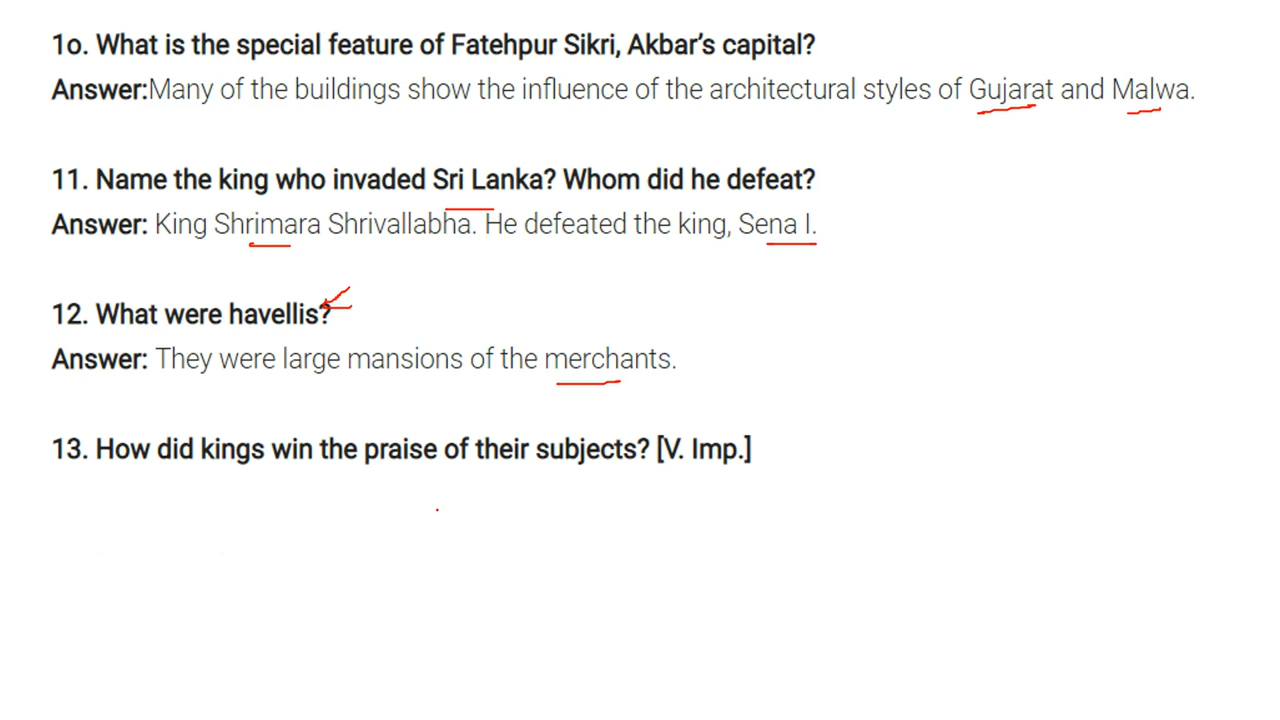 1o. What is the special feature of Fatehpur Sikri, Akbar’s capital?
Answer:Many of the buildings show the influence of the architectural styles of Gujarat and Malwa.
11. Name the king who invaded Sri Lanka? Whom did he defeat?
Answer: King Shrimara Shrivallabha. He defeated the king, Sena I.
12. What were havellis?
Answer: They were large mansions of the merchants.
13. How did kings win the praise of their subjects? [V. Imp.]